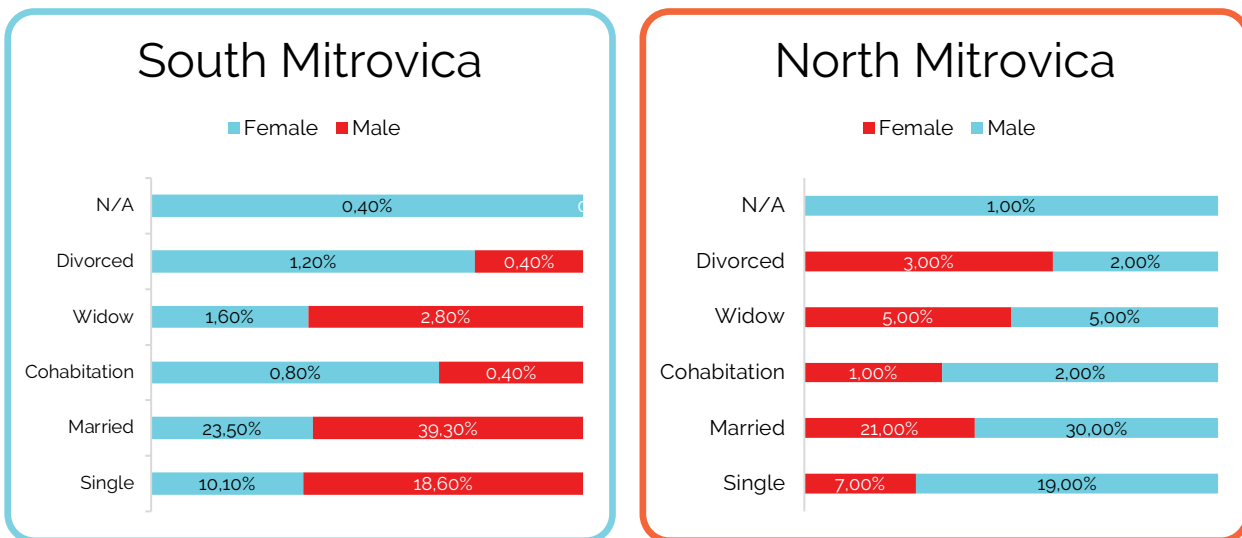 South Mitrovica
Female Male
N/A 0,40%
Divorced 1,20% 0,40%
Widow 1,60% 2,80%
Cohabitation 0,80% 0,40%
Married 23,50% 39,30%
Single 10,10% 18,60%
North Mitrovica
Female Male
N/A 1,00%
Divorced 3,00% 2,00%
Widow 5,00% 5,00%
Cohabitation 1,00% 2,00%
Married 21,00% 30,00%
Single 7,00% 19,00%